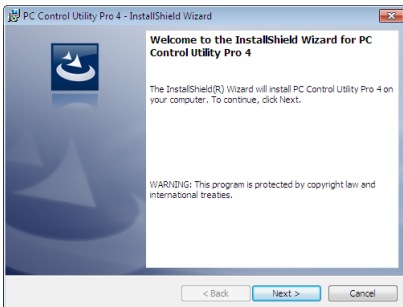 PC Control Utility Pro 4 - InstallShield Wizard
Welcome to the InstallShield Wizard for PC
Control Utility Pro 4
The InstallShield(R) Wizard will install PC Control Utility Pro 4 on
your computer. To continue, click Next.
WARNING: This program is protected by copyright law and
international treaties.
< Back Next > Cancel